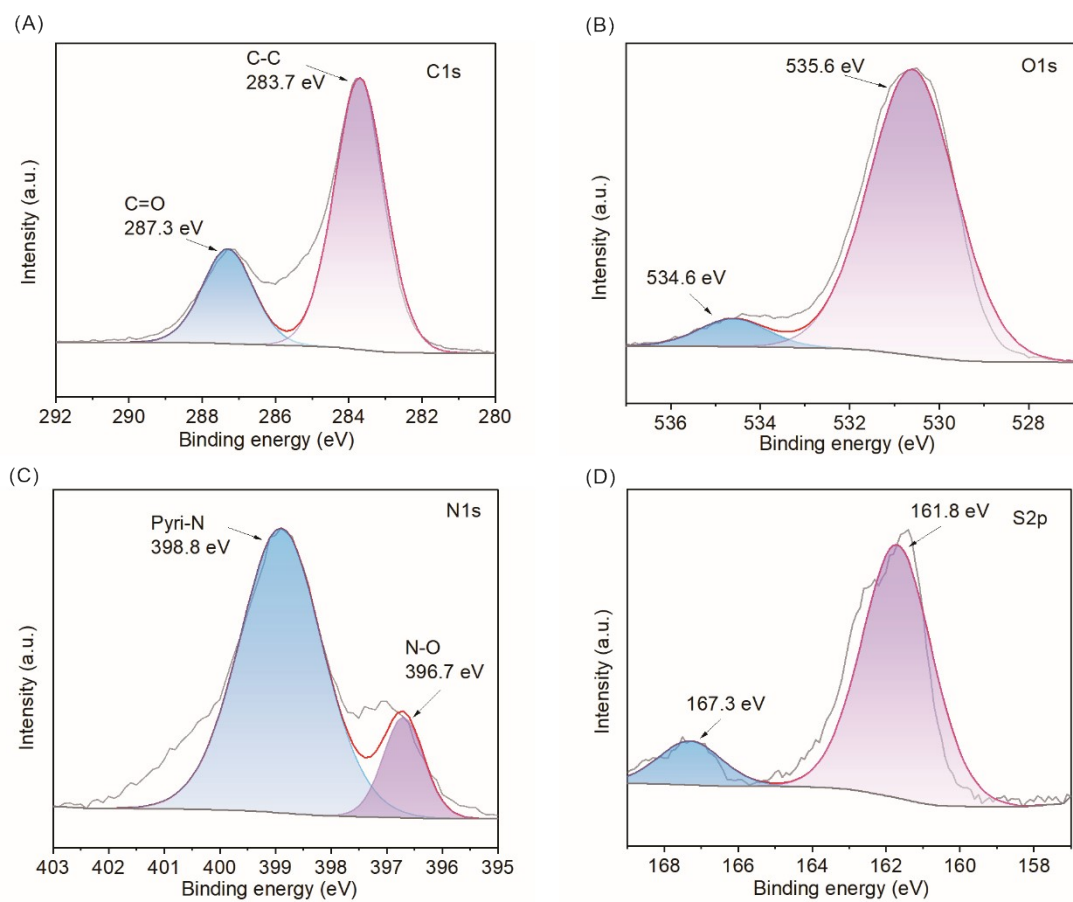 (A)
C-C
283.7 eV
C1s
C=O
287.3 eV
Intensity (a.u.)
292 290 288 286 284 282 280
Binding energy (eV)
(B)
535.6 eV
O1s
534.6 eV
Intensity (a.u.)
536 534 532 530 528
Binding energy (eV)
(C)
N1s
Pyri-N
398.8 eV
N-O
396.7 eV
Intensity (a.u.)
403 402 401 400 399 398 397 396 395
Binding energy (eV)
(D)
161.8 eV
S2p
167.3 eV
Intensity (a.u.)
168 166 164 162 160 158
Binding energy (eV)